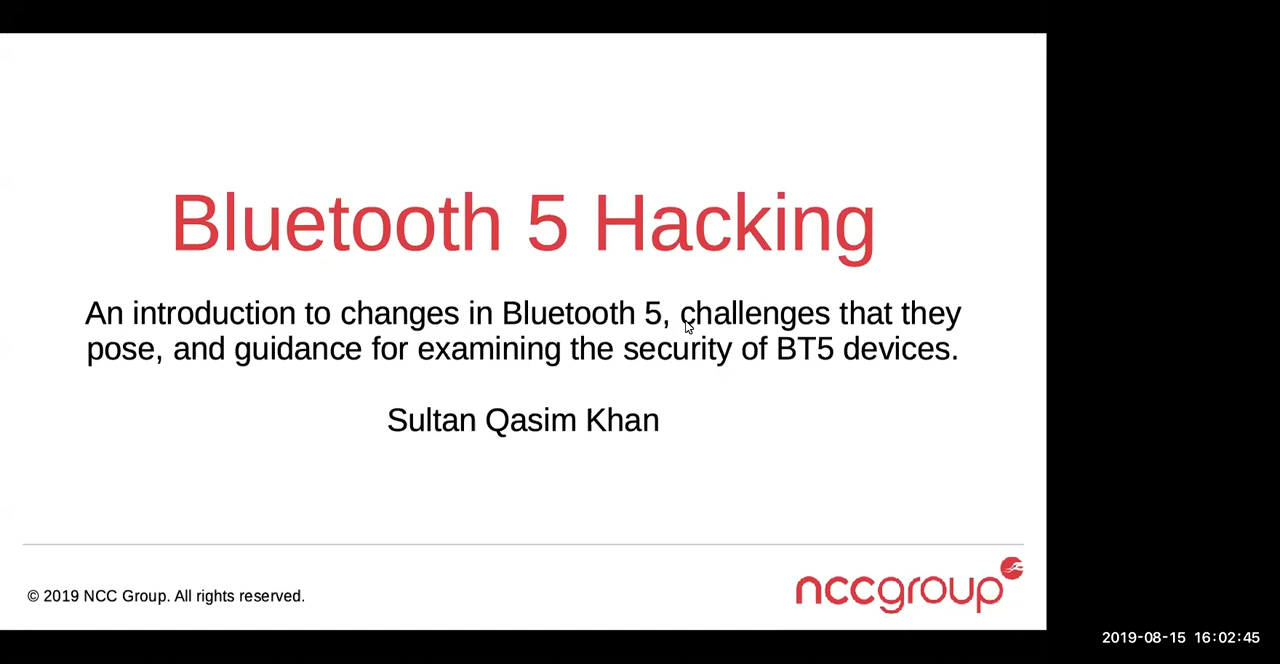 Bluetooth 5 Hacking
An introduction to changes in Bluetooth 5, challenges that they
pose, and guidance for examining the security of BT5 devices.
Sultan Qasim Khan
© 2019 NCC Group. All rights reserved.
nccgroup
2019-08-15 16:02:45